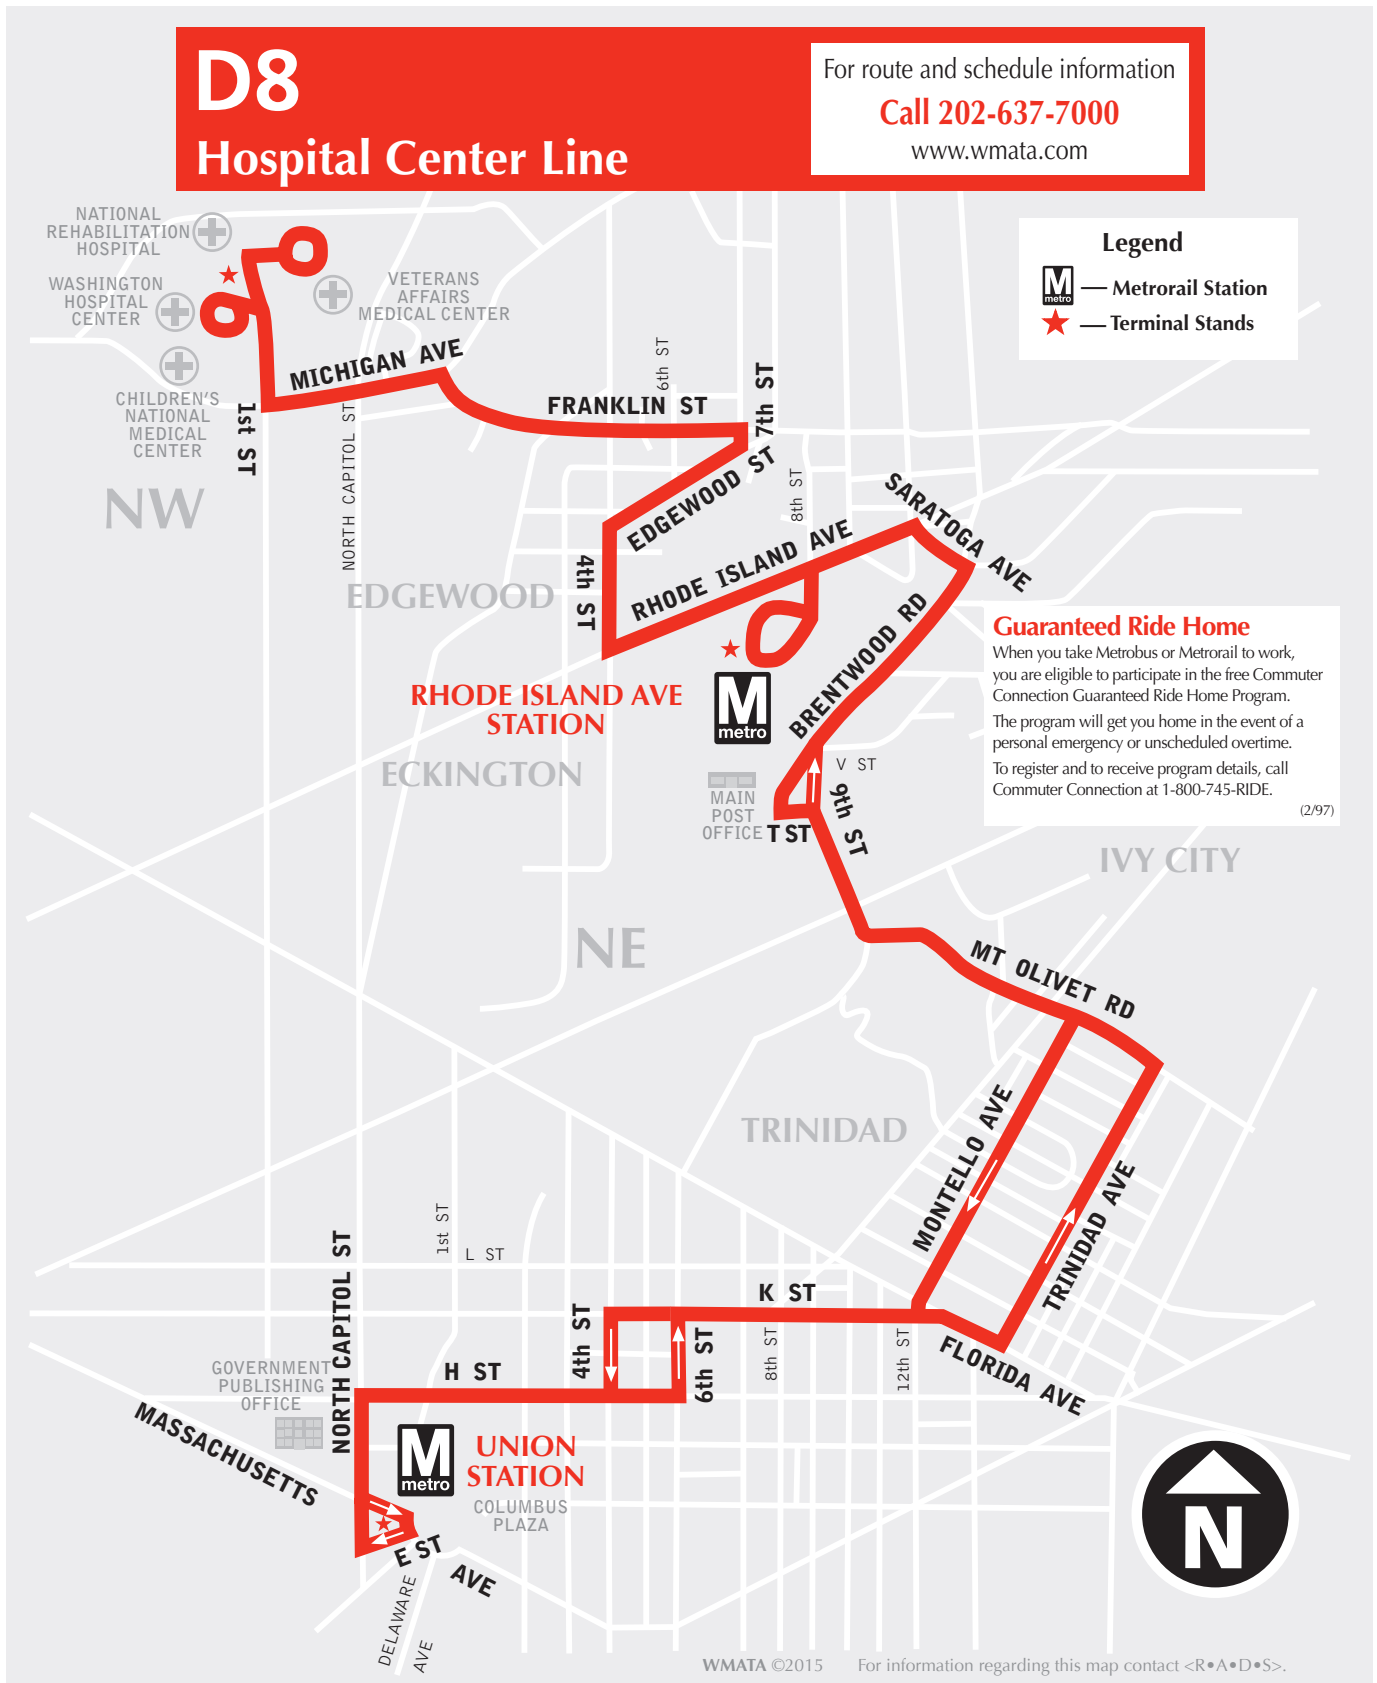 D8
Hospital Center Line
For route and schedule information
Call 202-637-7000
www.wmata.com
Legend
M
metro
Metrorail Station
Terminal Stands
NATIONAL
REHABILITATION
HOSPITAL
WASHINGTON
HOSPITAL
CENTER
VETERANS
AFFAIRS
MEDICAL CENTER
CHILDREN'S
NATIONAL
MEDICAL
CENTER
MICHIGAN AVE
1st ST
NORTH CAPITOL ST
FRANKLIN ST
6th ST
7th ST
EDGEWOOD ST
8th ST
SARATOGA AVE
NW
EDGEWOOD
4th ST
RHODE ISLAND AVE
BRENTWOOD RD
Guaranteed Ride Home
When you take Metrobus or Metrorail to work,
you are eligible to participate in the free Commuter
Connection Guaranteed Ride Home Program.
The program will get you home in the event of a
personal emergency or unscheduled overtime.
To register and to receive program details, call
Commuter Connection at 1-800-745-RIDE.
(2/97)
RHODE ISLAND AVE
STATION
M
metro
ECKINGTON
MAIN
POST
OFFICE
T ST
V ST
9th ST
IVY CITY
NE
MT OLIVET RD
TRINIDAD
MONTELLO AVE
TRINIDAD AVE
1st ST
L ST
NORTH CAPITOL ST
K ST
4th ST
6th ST
8th ST
12th ST
FLORIDA AVE
H ST
GOVERNMENT
PUBLISHING
OFFICE
MASSACHUSETTS
M
metro
UNION
STATION
COLUMBUS
PLAZA
E ST
AVE
DELAWARE
AVE
N
WMATA ©2015
For information regarding this map contact <R•A•D•S>.